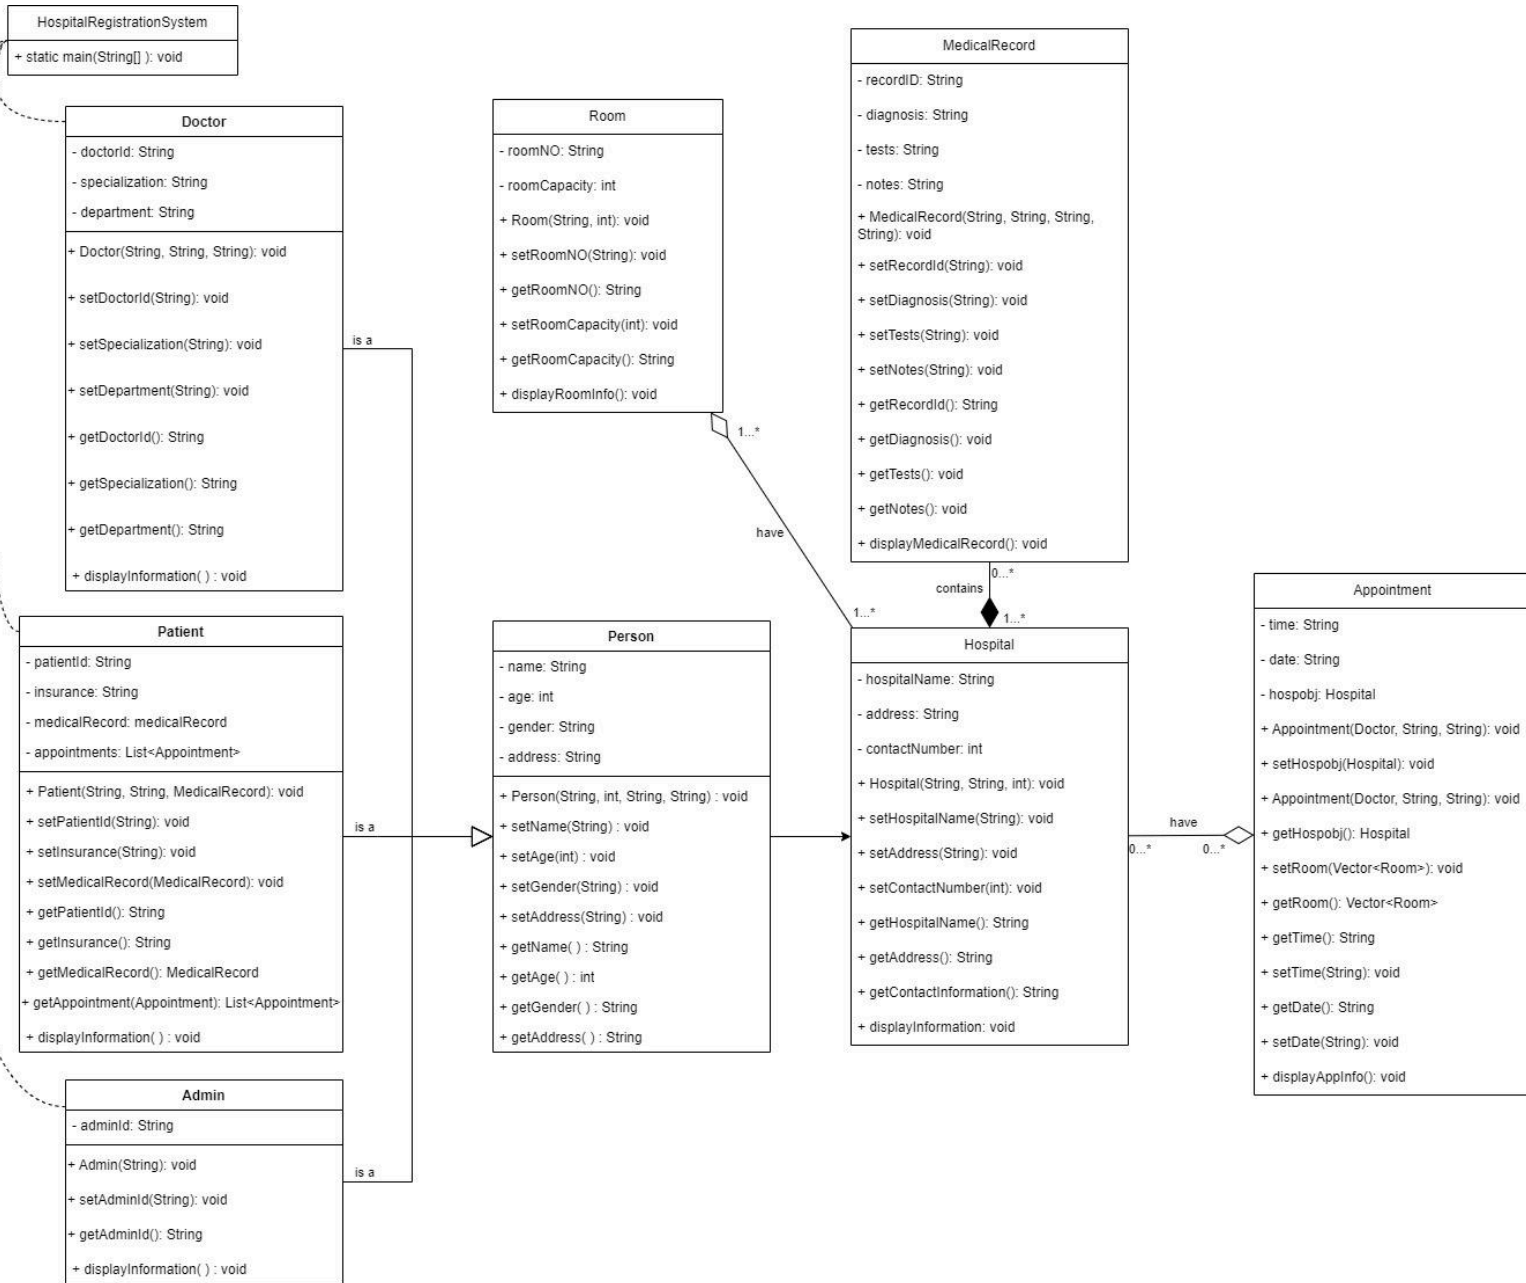 HospitalRegistrationSystem
+ static main(String[] ): void
Doctor
- doctorId: String
- specialization: String
- department: String
+ Doctor(String, String, String): void
+ setDoctorId(String): void
+ setSpecialization(String): void
+ setDepartment(String): void
+ getDoctorId(): String
+ getSpecialization(): String
+ getDepartment(): String
+ displayInformation( ) : void
is a
Patient
- patientId: String
- insurance: String
- medicalRecord: medicalRecord
- appointments: List<Appointment>
+ Patient(String, String, MedicalRecord): void
+ setPatientId(String): void
+ setInsurance(String): void
+ setMedicalRecord(MedicalRecord): void
+ getPatientId(): String
+ getInsurance(): String
+ getMedicalRecord(): MedicalRecord
+ getAppointment(Appointment): List<Appointment>
+ displayInformation( ) : void
is a
Admin
- adminId: String
+ Admin(String): void
+ setAdminId(String): void
+ getAdminId(): String
+ displayInformation( ) : void
is a
Room
- roomNO: String
- roomCapacity: int
+ Room(String, int): void
+ setRoomNO(String): void
+ getRoomNO(): String
+ setRoomCapacity(int): void
+ getRoomCapacity(): String
+ displayRoomInfo(): void
1...*
have
1...*
Person
- name: String
- age: int
- gender: String
- address: String
+ Person(String, int, String, String) : void
+ setName(String) : void
+ setAge(int) : void
+ setGender(String) : void
+ setAddress(String) : void
+ getName( ) : String
+ getAge( ) : int
+ getGender( ) : String
+ getAddress( ) : String
MedicalRecord
- recordID: String
- diagnosis: String
- tests: String
- notes: String
+ MedicalRecord(String, String, String,
String): void
+ setRecordId(String): void
+ setDiagnosis(String): void
+ setTests(String): void
+ setNotes(String): void
+ getRecordId(): String
+ getDiagnosis(): void
+ getTests(): void
+ getNotes(): void
+ displayMedicalRecord(): void
0...*
contains
1...*
Hospital
- hospitalName: String
- address: String
- contactNumber: int
+ Hospital(String, String, int): void
+ setHospitalName(String): void
+ setAddress(String): void
+ setContactNumber(int): void
+ getHospitalName(): String
+ getAddress(): String
+ getContactInformation(): String
+ displayInformation: void
have
0...*
0...*
Appointment
- time: String
- date: String
- hospobj: Hospital
+ Appointment(Doctor, String, String): void
+ setHospobj(Hospital): void
+ Appointment(Doctor, String, String): void
+ getHospobj(): Hospital
+ setRoom(Vector<Room>): void
+ getRoom(): Vector<Room>
+ getTime(): String
+ setTime(String): void
+ getDate(): String
+ setDate(String): void
+ displayAppInfo(): void